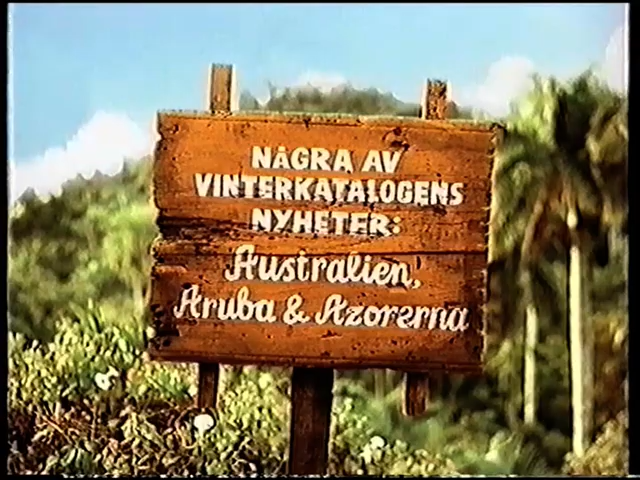 NÅGRA AV
VINTERKATALOGENS
NYHETER:
Australien,
Aruba & Azorerna